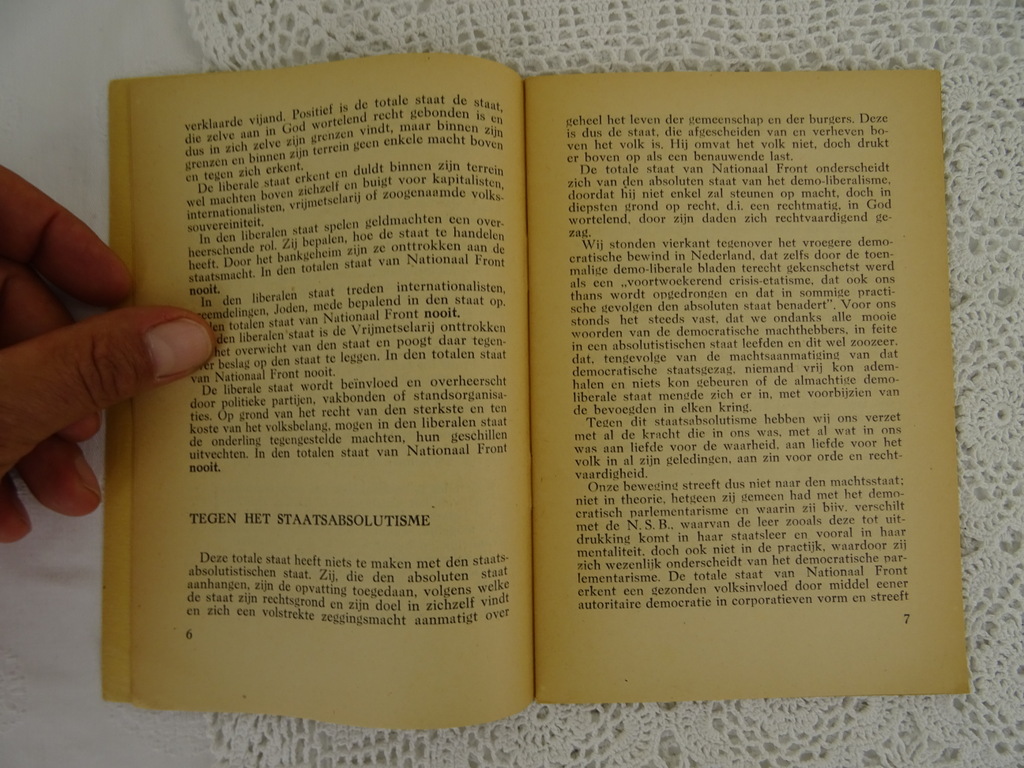 verklaarde vijand. Positief is de totale staat de staat,
die zelve aan in God wortelend recht gebonden is en
dus in zich zelve zijn grenzen vindt, maar binnen zijn
grenzen en binnen zijn terrein geen enkele macht boven
en tegen zich erkent.
De liberale staat erkent en duldt binnen zijn terrein
wel machten boven zichzelf en buigt voor kapitalisten,
internationalisten, vrijmetselarij of zoogenaamde volks-
souvereiniteit.
In den liberalen staat spelen geldmachten een over-
heerschende rol. Zij bepalen, hoe de staat te handelen
heeft. Door het bankgeheim zijn ze onttrokken aan de
staatsmacht. In den totalen staat van Nationaal Front
nooit.
In den liberalen staat treden internationalisten,
reemdelingen, Joden, mede bepalend in den staat op.
den totalen staat van Nationaal Front nooit.
den liberalen staat is de Vrijmetselarij onttrokken
het overwicht van den staat en poogt daar tegen-
er beslag op den staat te leggen. In den totalen staat
van Nationaal Front nooit.
De liberale staat wordt beïnvloed en overheerscht
door politieke partijen, vakbonden of standsorganisa-
ties. Op grond van het recht van den sterkste en ten
koste van het volksbelang, mogen in den liberalen staat
de onderling tegengestelde machten, hun geschillen
uitvechten. In den totalen staat van Nationaal Front
nooit.
TEGEN HET STAATSABSOLUTISME
Deze totale staat heeft niets te maken met den staats-
absolutistischen staat. Zij, die den absoluten staat
aanhangen, zijn de opvatting toegedaan, volgens welke
de staat zijn rechtsgrond en zijn doel in zichzelf vindt
en zich een volstrekte zeggingsmacht aanmatigt over
6
geheel het leven der gemeenschap en der burgers. Deze
is dus de staat, die afgescheiden van en verheven bo-
ven het volk is. Hij omvat het volk niet, doch drukt
er boven op als een benauwende last.
De totale staat van Nationaal Front onderscheidt
zich van den absoluten staat van het demo-liberalisme,
doordat hij niet enkel zal steunen op macht, doch in
diepsten grond op recht, d.i. een rechtmatig, in God
wortelend, door zijn daden zich rechtvaardigend ge-
zag.
Wij stonden vierkant tegenover het vroegere demo-
cratische bewind in Nederland, dat zelfs door de toen-
malige demo-liberale bladen terecht gekenschetst werd
als een „voortwoekerend crisis-etatisme, dat ook ons
thans wordt opgedrongen en dat in sommige practi-
sche gevolgen den absoluten staat benadert”. Voor ons
stonds het steeds vast, dat we ondanks alle mooie
woorden van de democratische machthebbers, in feite
in een absolutistischen staat leefden en dit wel zoozeer,
dat, tengevolge van de machtsaanmatiging van dat
democratische staatsgezag, niemand vrij kon adem-
halen en niets kon gebeuren of de almachtige demo-
liberale staat mengde zich er in, met voorbijzien van
de bevoegden in elken kring.
Tegen dit staatsabsolutisme hebben wij ons verzet
met al de kracht die in ons was, met al wat in ons
was aan liefde voor de waarheid, aan liefde voor het
volk in al zijn geledingen, aan zin voor orde en recht-
vaardigheid.
Onze beweging streeft dus niet naar den machtsstaat;
niet in theorie, hetgeen zij gemeen had met het demo-
cratisch parlementarisme en waarin zij bijv. verschilt
met de N.S.B., waarvan de leer zooals deze tot uit-
drukking komt in haar staatsleer en vooral in haar
mentaliteit, doch ook niet in de practijk, waardoor zij
zich wezenlijk onderscheidt van het democratische par-
lementarisme. De totale staat van Nationaal Front
erkent een gezonden volksinvloed door middel eener
autoritaire democratie in corporatieven vorm en streeft
7